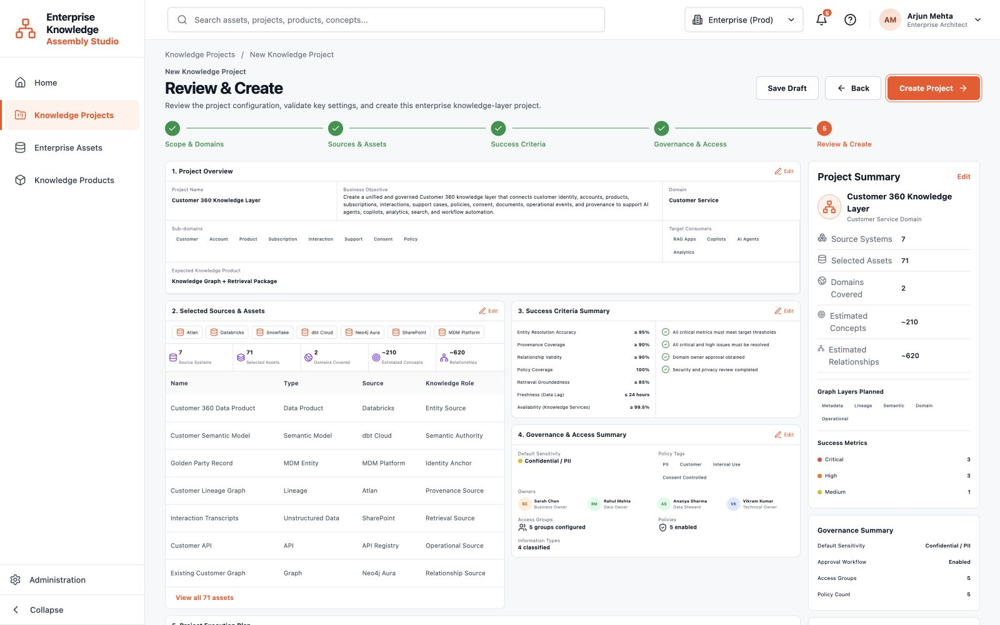 Enterprise
Knowledge
Assembly Studio
Search assets, projects, products, concepts...
Enterprise (Prod)
5
AM
Arjun Mehta
Enterprise Architect
Home
Knowledge Projects
Enterprise Assets
Knowledge Products
Administration
Collapse
Knowledge Projects / New Knowledge Project
New Knowledge Project
Review & Create
Review the project configuration, validate key settings, and create this enterprise knowledge-layer project.
Save Draft
Back
Create Project
Scope & Domains
Sources & Assets
Success Criteria
Governance & Access
5
Review & Create
1. Project Overview
Edit
Project Name
Customer 360 Knowledge Layer
Business Objective
Create a unified and governed Customer 360 knowledge layer that connects customer identity, accounts, products,
subscriptions, interactions, support cases, policies, consent, documents, operational events, and provenance to support AI
agents, copilots, analytics, search, and workflow automation.
Domain
Customer Service
Sub-domains
Customer Account Product Subscription Interaction Support Consent Policy
Target Consumers
RAG Apps Copilots AI Agents
Analytics
Expected Knowledge Product
Knowledge Graph + Retrieval Package
2. Selected Sources & Assets
Edit
Atlan Databricks Snowflake dbt Cloud Neo4j Aura SharePoint MDM Platform
7
Source Systems
71
Selected Assets
2
Domains Covered
~210
Estimated Concepts
~620
Relationships
Name Type Source Knowledge Role
Customer 360 Data Product Data Product Databricks Entity Source
Customer Semantic Model Semantic Model dbt Cloud Semantic Authority
Golden Party Record MDM Entity MDM Platform Identity Anchor
Customer Lineage Graph Lineage Atlan Provenance Source
Interaction Transcripts Unstructured Data SharePoint Retrieval Source
Customer API API API Registry Operational Source
Existing Customer Graph Graph Neo4j Aura Relationship Source
View all 71 assets
3. Success Criteria Summary
Edit
Entity Resolution Accuracy ≥ 95%
Provenance Coverage ≥ 90%
Relationship Validity ≥ 90%
Policy Coverage 100%
Retrieval Groundedness ≥ 85%
Freshness (Data Lag) ≤ 24 hours
Availability (Knowledge Services) ≥ 99.5%
All critical metrics must meet target thresholds
All critical and high issues must be resolved
Domain owner approval obtained
Security and privacy review completed
4. Governance & Access Summary
Edit
Default Sensitivity
Confidential / PII
Policy Tags
PII Customer Internal Use
Consent Controlled
Owners
SC
Sarah Chen
Business Owner
RM
Rahul Mehta
Data Owner
AS
Ananya Sharma
Data Steward
VK
Vikram Kumar
Technical Owner
Access Groups
5 groups configured
Policies
5 enabled
Information Types
4 classified
Project Summary
Edit
Customer 360 Knowledge
Layer
Customer Service Domain
Source Systems 7
Selected Assets 71
Domains
Covered
2
Estimated
Concepts
~210
Estimated
Relationships
~620
Graph Layers Planned
Metadata Lineage Semantic Domain
Operational
Success Metrics
Critical 3
High 3
Medium 1
Governance Summary
Default Sensitivity Confidential / PII
Approval Workflow Enabled
Access Groups 5
Policy Count 5
5. Project Execution Plan